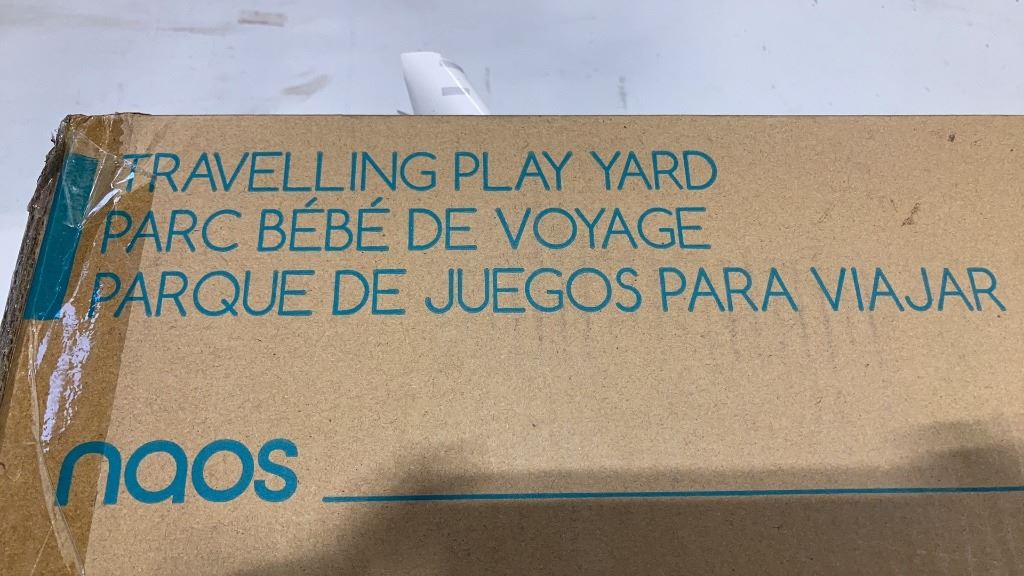 TRAVELLING PLAY YARD
PARC BÉBÉ DE VOYAGE
PARQUE DE JUEGOS PARA VIAJAR
naos